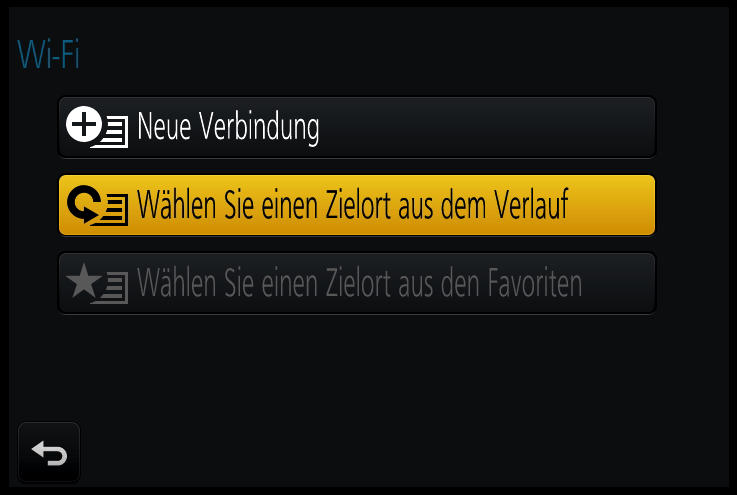 Wi-Fi
Neue Verbindung
Wählen Sie einen Zielort aus dem Verlauf
Wählen Sie einen Zielort aus den Favoriten